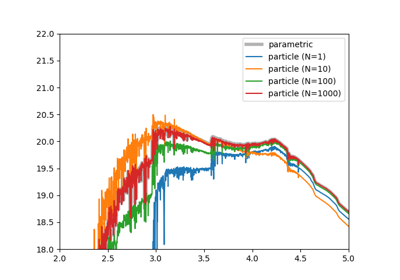 22.0
21.5
21.0
20.5
20.0
19.5
19.0
18.5
18.0
2.0 2.5 3.0 3.5 4.0 4.5 5.0
parametric
particle (N=1)
particle (N=10)
particle (N=100)
particle (N=1000)